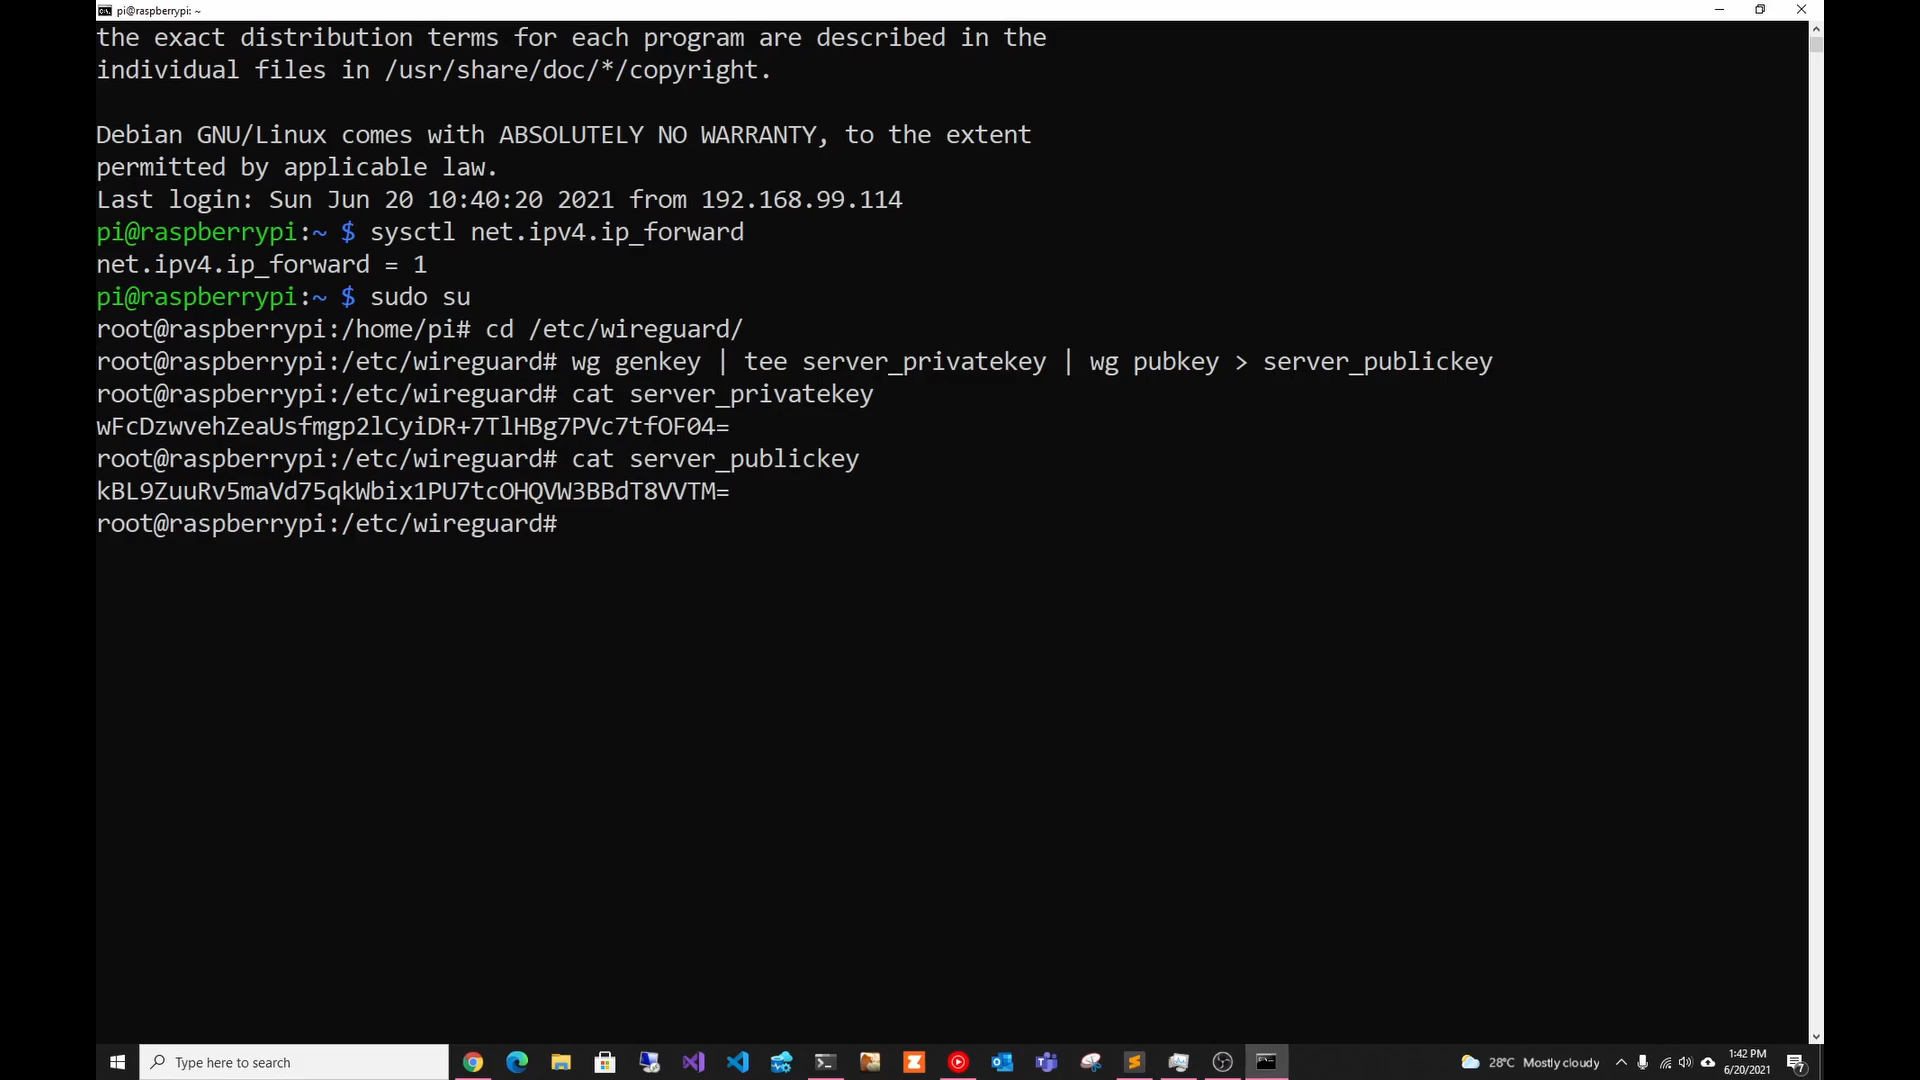 pi@raspberrypi: ~
the exact distribution terms for each program are described in the
individual files in /usr/share/doc/*/copyright.
Debian GNU/Linux comes with ABSOLUTELY NO WARRANTY, to the extent
permitted by applicable law.
Last login: Sun Jun 20 10:40:20 2021 from 192.168.99.114
pi@raspberrypi:~ $ sysctl net.ipv4.ip_forward
net.ipv4.ip_forward = 1
pi@raspberrypi:~ $ sudo su
root@raspberrypi:/home/pi# cd /etc/wireguard/
root@raspberrypi:/etc/wireguard# wg genkey | tee server_privatekey | wg pubkey > server_publickey
root@raspberrypi:/etc/wireguard# cat server_privatekey
wFcDzwvehZeaUsfmgp2lCyiDR+7TlHBg7PVc7tfOF04=
root@raspberrypi:/etc/wireguard# cat server_publickey
kBL9ZuuRv5maVd75qkWbix1PU7tcOHQVW3BBdT8VVTM=
root@raspberrypi:/etc/wireguard#
Type here to search
28°C Mostly cloudy
1:42 PM
6/20/2021
7